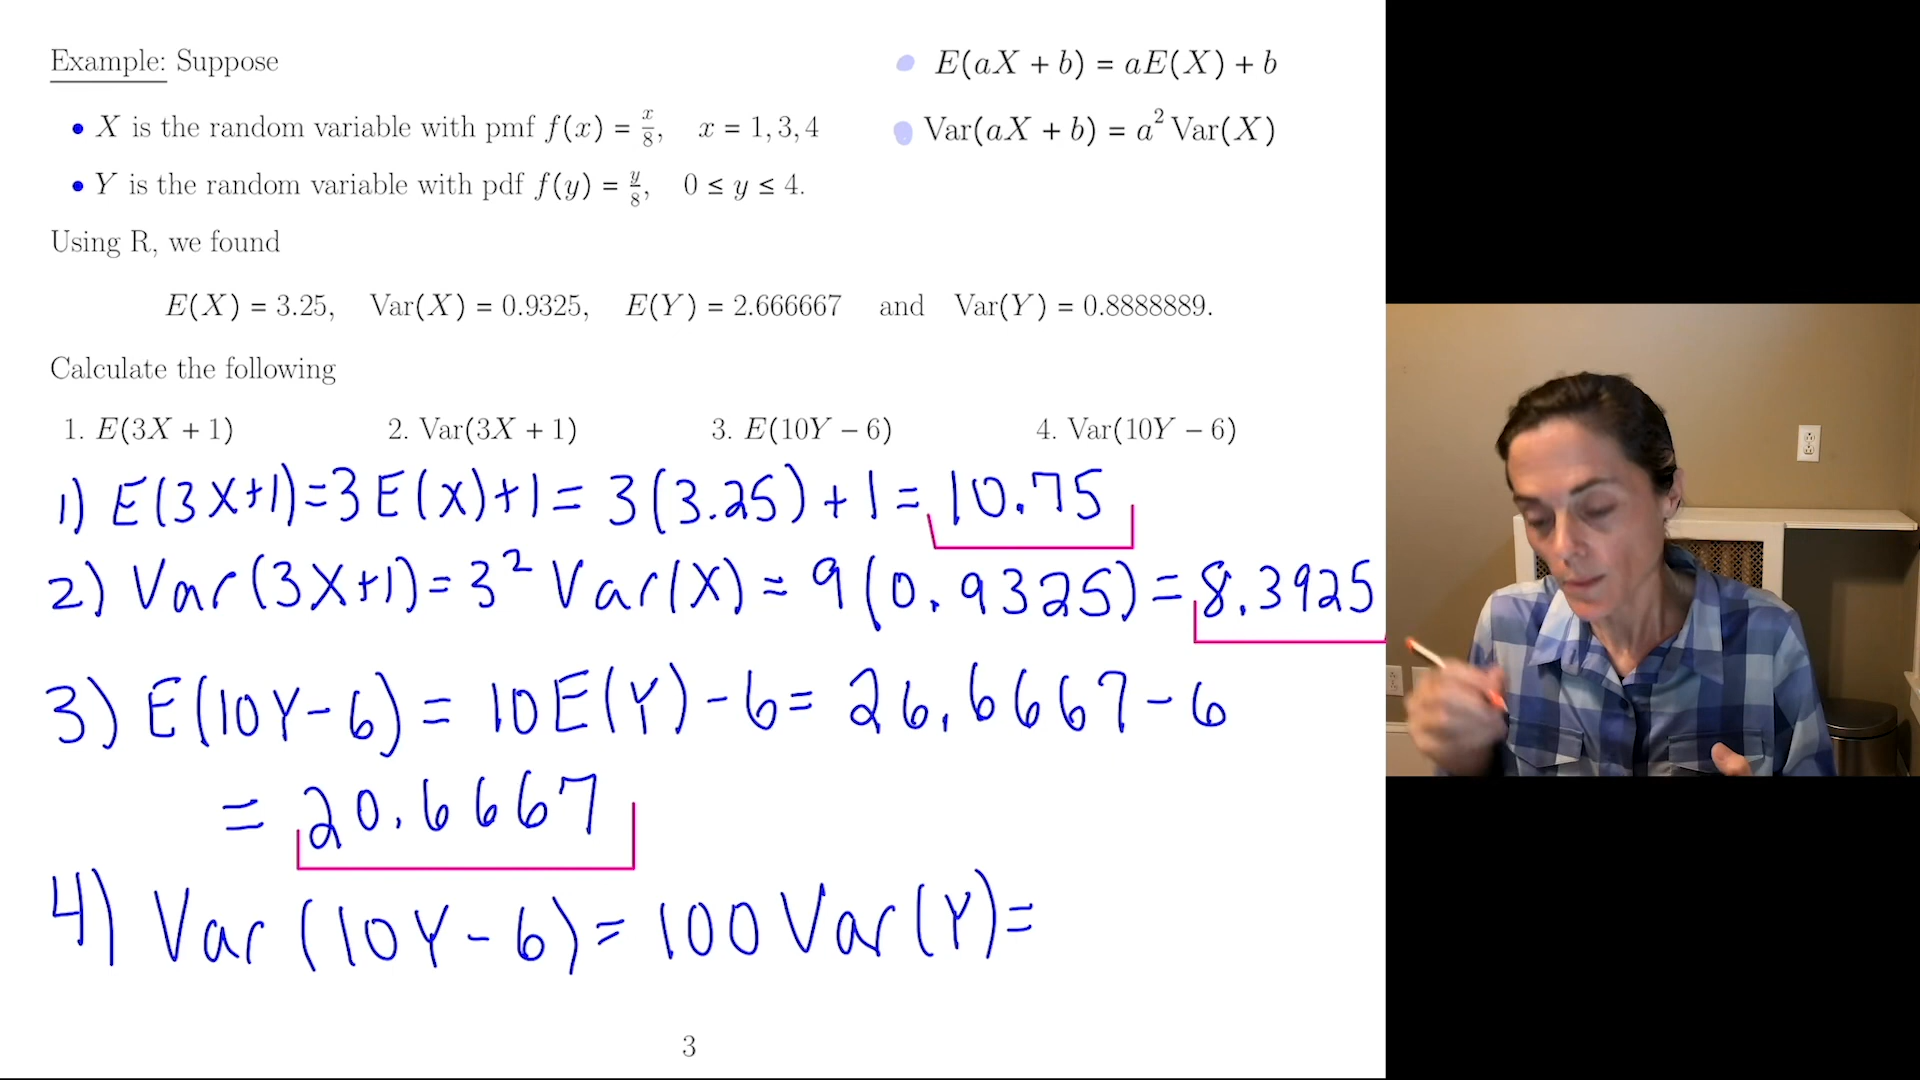 Example: Suppose
• X is the random variable with pmf f(x) = x/8, x = 1, 3, 4
• Y is the random variable with pdf f(y) = y/8, 0 ≤ y ≤ 4.
• E(aX + b) = aE(X) + b
• Var(aX + b) = a² Var(X)
Using R, we found
E(X) = 3.25, Var(X) = 0.9325, E(Y) = 2.666667 and Var(Y) = 0.8888889.
Calculate the following
1. E(3X + 1) 2. Var(3X + 1) 3. E(10Y − 6) 4. Var(10Y − 6)
1) E(3X+1)=3E(X)+1= 3(3.25)+1= 10.75
2) Var(3X+1)=3² Var(X) = 9(0.9325)=8.3925
3) E(10Y-6) = 10E(Y)-6= 26.6667-6
= 20.6667
4) Var(10Y-6)= 100Var(Y)=
3